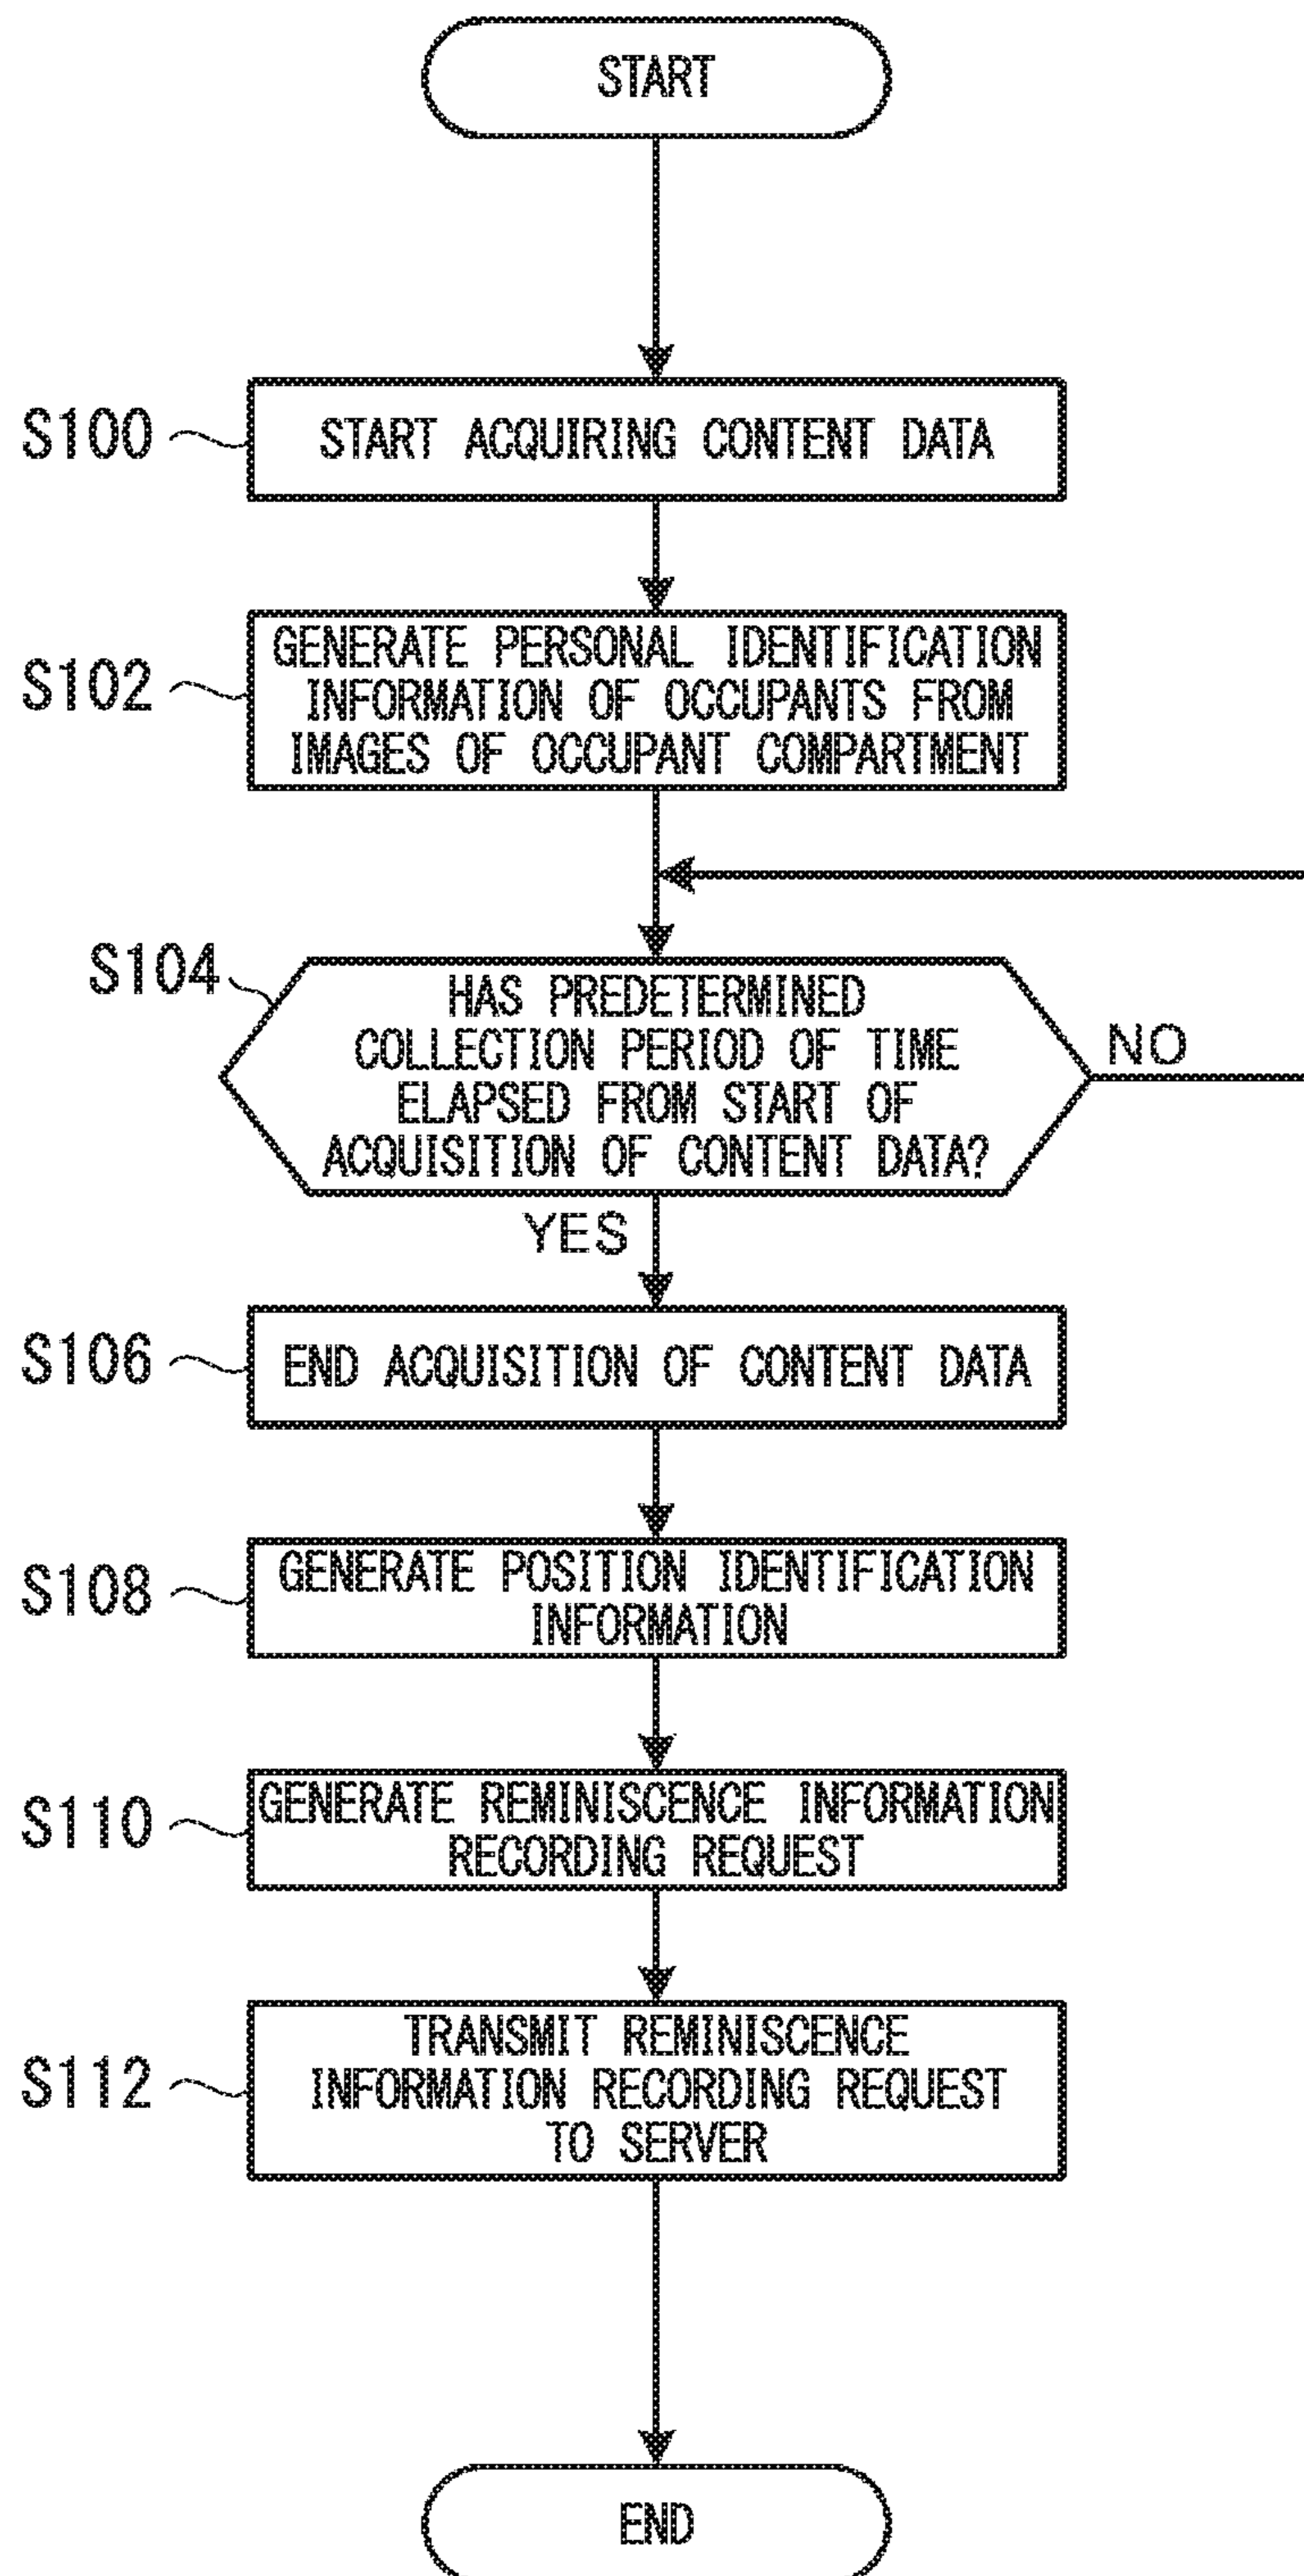 START
S100
START ACQUIRING CONTENT DATA
S102
GENERATE PERSONAL IDENTIFICATION
INFORMATION OF OCCUPANTS FROM
IMAGES OF OCCUPANT COMPARTMENT
S104
HAS PREDETERMINED
COLLECTION PERIOD OF TIME
ELAPSED FROM START OF
ACQUISITION OF CONTENT DATA?
NO
YES
S106
END ACQUISITION OF CONTENT DATA
S108
GENERATE POSITION IDENTIFICATION
INFORMATION
S110
GENERATE REMINISCENCE INFORMATION
RECORDING REQUEST
S112
TRANSMIT REMINISCENCE
INFORMATION RECORDING REQUEST
TO SERVER
END